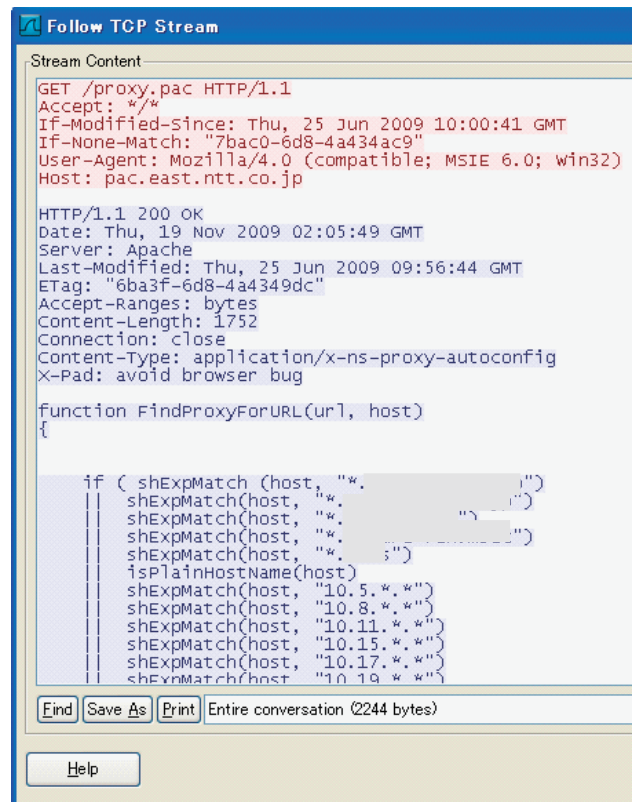 Follow TCP Stream
Stream Content
GET /proxy.pac HTTP/1.1
Accept: */*
If-Modified-Since: Thu, 25 Jun 2009 10:00:41 GMT
If-None-Match: "7bac0-6d8-4a434ac9"
User-Agent: Mozilla/4.0 (compatible; MSIE 6.0; Win32)
Host: pac.east.ntt.co.jp
HTTP/1.1 200 OK
Date: Thu, 19 Nov 2009 02:05:49 GMT
Server: Apache
Last-Modified: Thu, 25 Jun 2009 09:56:44 GMT
ETag: "6ba3f-6d8-4a4349dc"
Accept-Ranges: bytes
Content-Length: 1752
Connection: close
Content-Type: application/x-ns-proxy-autoconfig
X-Pad: avoid browser bug
function FindProxyForURL(url, host)
{
if ( shExpMatch (host, "*. ")
|| shExpMatch(host, "*. ")
|| shExpMatch(host, "*. ")
|| shExpMatch(host, "*. ")
|| shExpMatch(host, "*. ")
|| isPlainHostName(host)
|| shExpMatch(host, "10.5.*.*")
|| shExpMatch(host, "10.8.*.*")
|| shExpMatch(host, "10.11.*.*")
|| shExpMatch(host, "10.15.*.*")
|| shExpMatch(host, "10.17.*.*")
|| shExpMatch(host, "10.19.*.*")
Find Save As Print Entire conversation (2244 bytes)
Help